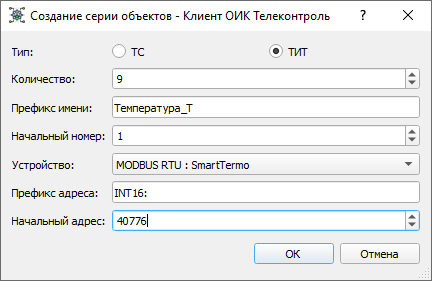 Создание серии объектов - Клиент ОИК Телеконтроль
Тип: ТС ТИТ
Количество: 9
Префикс имени: Температура_Т
Начальный номер: 1
Устройство: MODBUS RTU : SmartTermo
Префикс адреса: INT16:
Начальный адрес: 40776
ОК Отмена